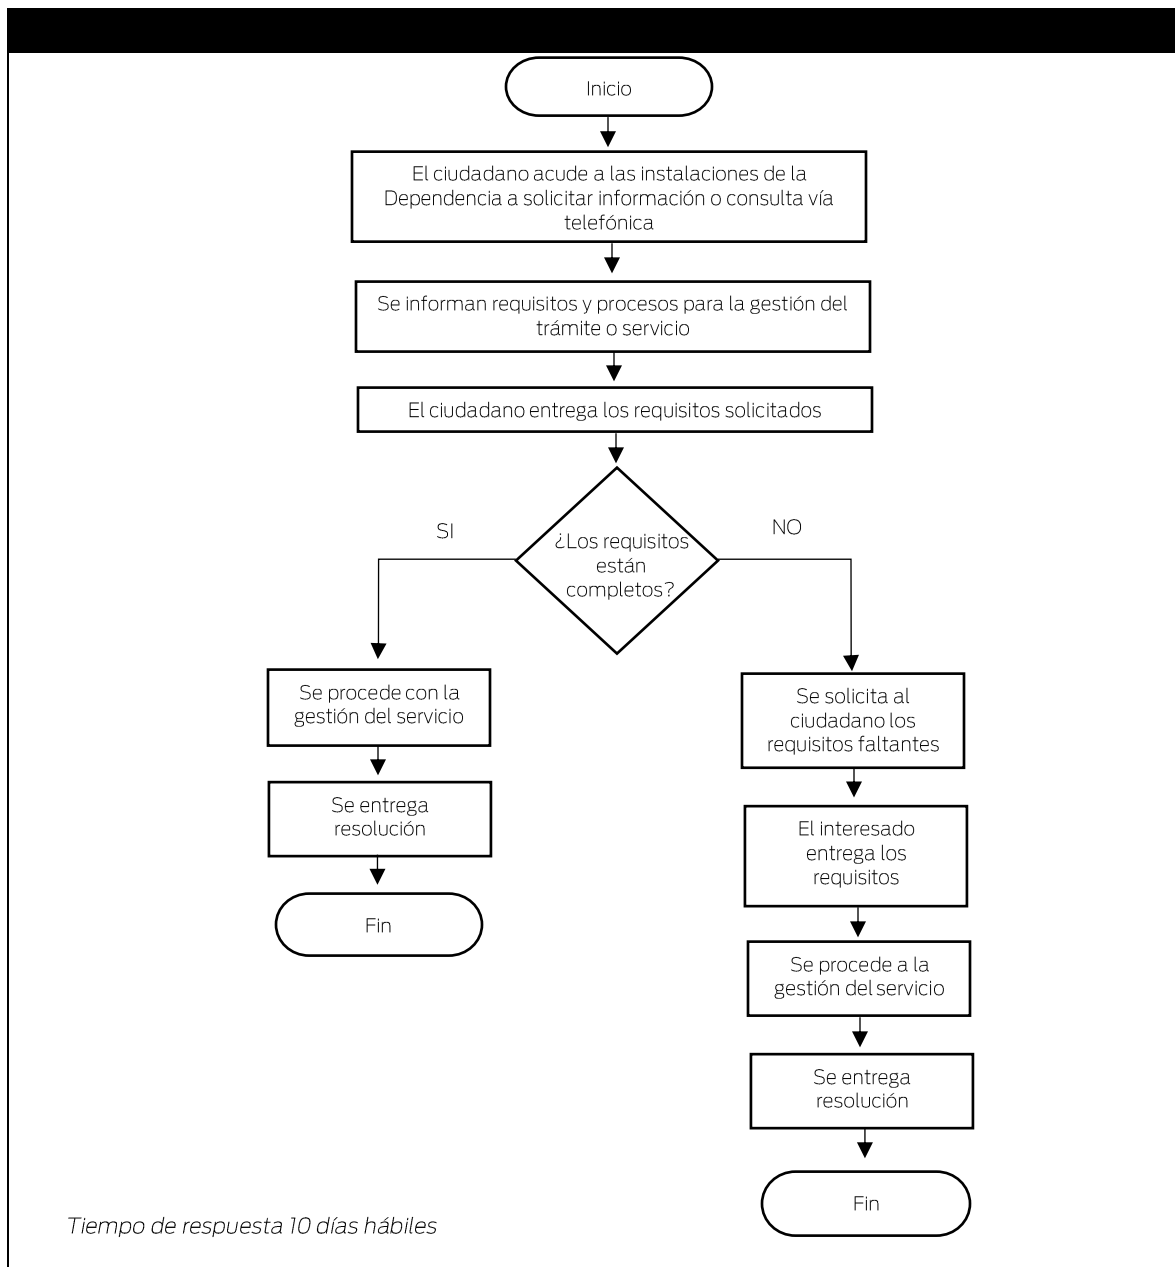 Inicio
El ciudadano acude a las instalaciones de la
Dependencia a solicitar información o consulta vía
telefónica
Se informan requisitos y procesos para la gestión del
trámite o servicio
El ciudadano entrega los requisitos solicitados
¿Los requisitos
están
completos?
SI
NO
Se procede con la
gestión del servicio
Se entrega
resolución
Fin
Se solicita al
ciudadano los
requisitos faltantes
El interesado
entrega los
requisitos
Se procede a la
gestión del servicio
Se entrega
resolución
Fin
Tiempo de respuesta 10 días hábiles